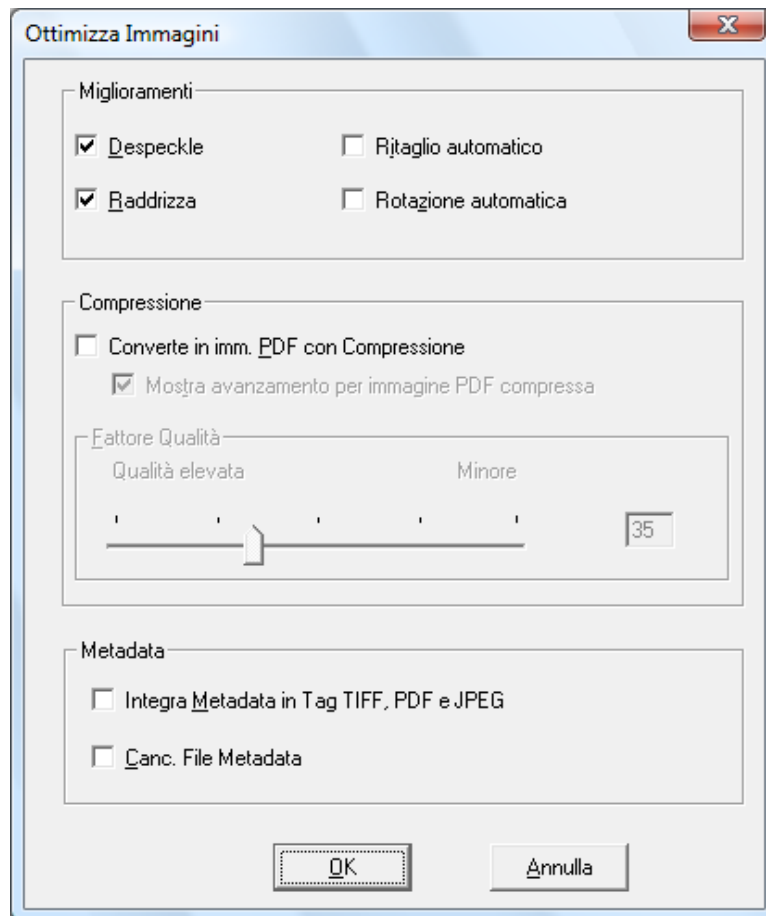 Ottimizza Immagini
Miglioramenti
Despeckle
Ritaglio automatico
Raddrizza
Rotazione automatica
Compressione
Converte in imm. PDF con Compressione
Mostra avanzamento per immagine PDF compressa
Fattore Qualità
Qualità elevata
Minore
35
Metadata
Integra Metadata in Tag TIFF, PDF e JPEG
Canc. File Metadata
OK
Annulla